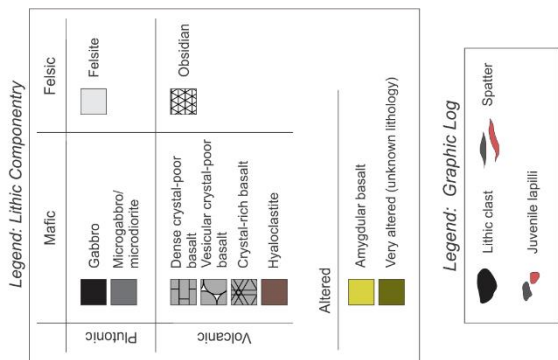 Legend: Lithic Componentry
Mafic
Felsic
Plutonic
Gabbro
Microgabbro/
microdiorite
Felsite
Volcanic
Dense crystal-poor
basalt
Vesicular crystal-poor
basalt
Crystal-rich basalt
Hyaloclastite
Obsidian
Altered
Amygdular basalt
Very altered (unknown lithology)
Legend: Graphic Log
Lithic clast
Spatter
Juvenile lapilli